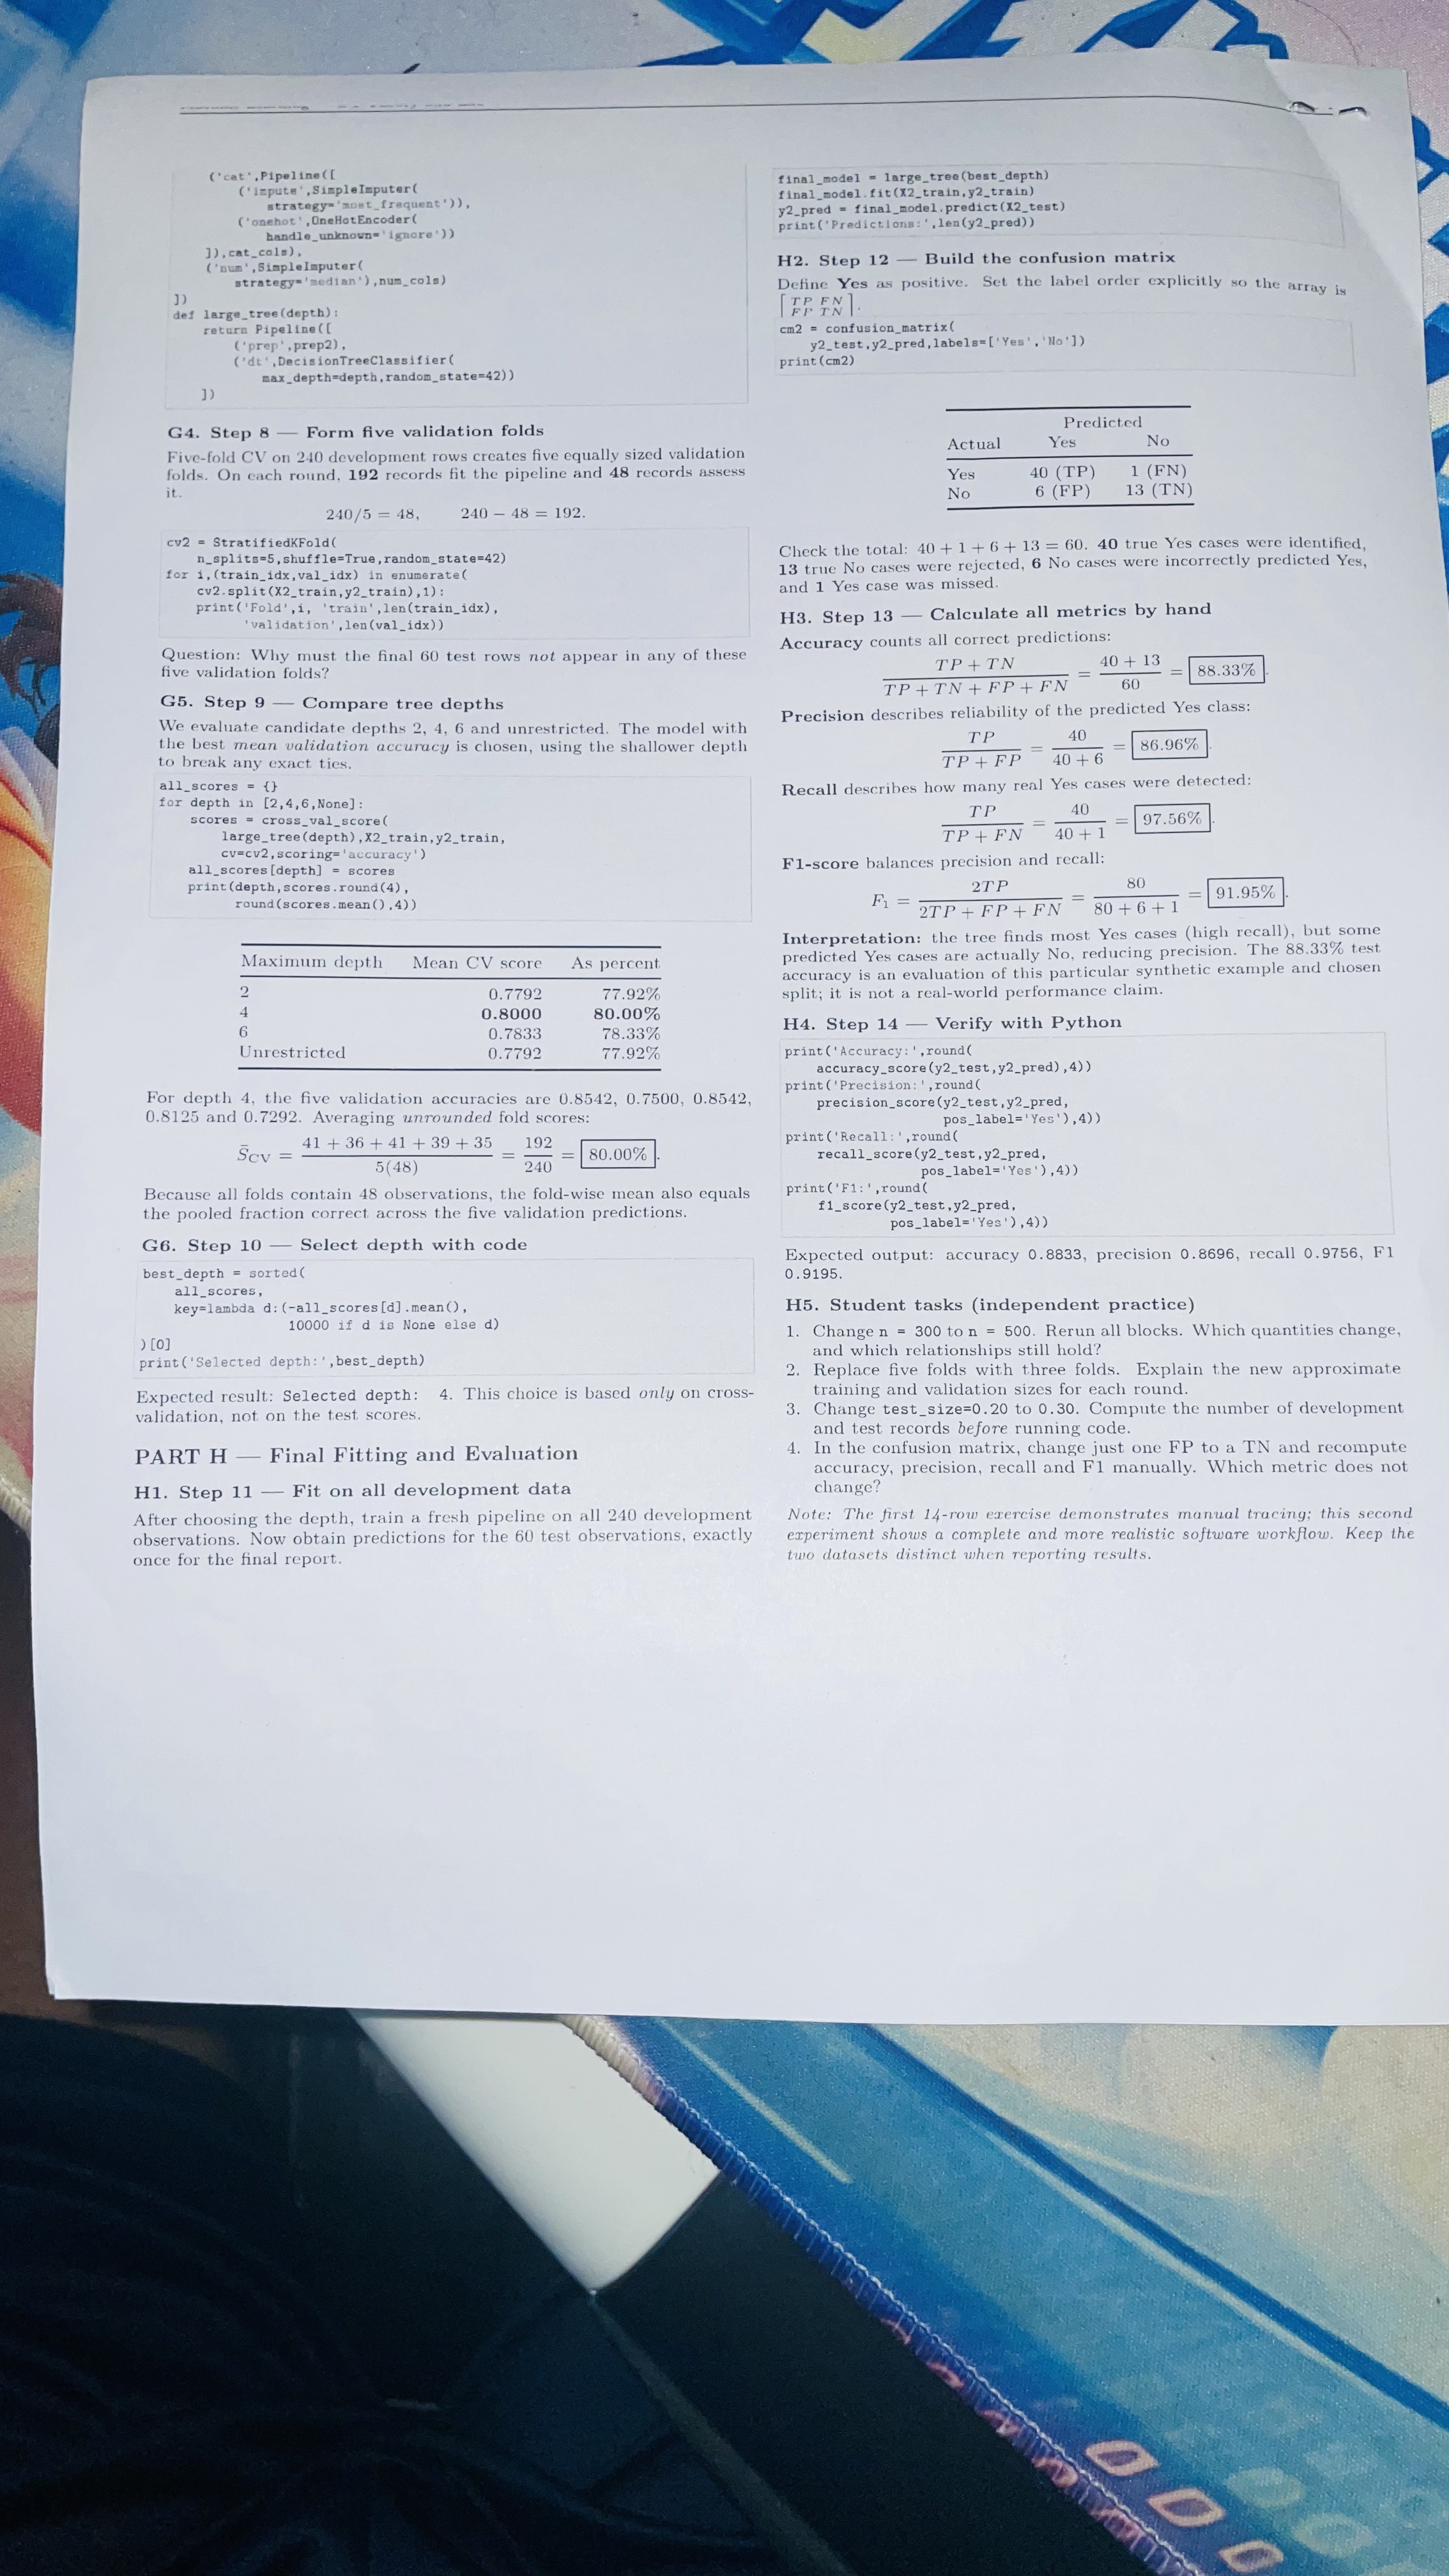 ('cat',Pipeline([
('impute',SimpleImputer(
strategy='most_frequent')),
('onehot',OneHotEncoder(
handle_unknown='ignore'))
]),cat_cols),
('num',SimpleImputer(
strategy='median'),num_cols)
])
def large_tree(depth):
return Pipeline([
('prep',prep2),
('dt',DecisionTreeClassifier(
max_depth=depth,random_state=42))
])
G4. Step 8 — Form five validation folds
Five-fold CV on 240 development rows creates five equally sized validation
folds. On each round, 192 records fit the pipeline and 48 records assess
it.
240/5 = 48, 240 − 48 = 192.
cv2 = StratifiedKFold(
n_splits=5,shuffle=True,random_state=42)
for i,(train_idx,val_idx) in enumerate(
cv2.split(X2_train,y2_train),1):
print('Fold',i, 'train',len(train_idx),
'validation',len(val_idx))
Question: Why must the final 60 test rows not appear in any of these
five validation folds?
G5. Step 9 — Compare tree depths
We evaluate candidate depths 2, 4, 6 and unrestricted. The model with
the best mean validation accuracy is chosen, using the shallower depth
to break any exact ties.
all_scores = {}
for depth in [2,4,6,None]:
scores = cross_val_score(
large_tree(depth),X2_train,y2_train,
cv=cv2,scoring='accuracy')
all_scores[depth] = scores
print(depth,scores.round(4),
round(scores.mean(),4))
Maximum depth Mean CV score As percent
2 0.7792 77.92%
4 0.8000 80.00%
6 0.7833 78.33%
Unrestricted 0.7792 77.92%
For depth 4, the five validation accuracies are 0.8542, 0.7500, 0.8542,
0.8125 and 0.7292. Averaging unrounded fold scores:
S̄CV = (41 + 36 + 41 + 39 + 35)/5(48) = 192/240 = 80.00%.
Because all folds contain 48 observations, the fold-wise mean also equals
the pooled fraction correct across the five validation predictions.
G6. Step 10 — Select depth with code
best_depth = sorted(
all_scores,
key=lambda d:(-all_scores[d].mean(),
10000 if d is None else d)
)[0]
print('Selected depth:',best_depth)
Expected result: Selected depth: 4. This choice is based only on cross-
validation, not on the test scores.
PART H — Final Fitting and Evaluation
H1. Step 11 — Fit on all development data
After choosing the depth, train a fresh pipeline on all 240 development
observations. Now obtain predictions for the 60 test observations, exactly
once for the final report.
final_model = large_tree(best_depth)
final_model.fit(X2_train,y2_train)
y2_pred = final_model.predict(X2_test)
print('Predictions:',len(y2_pred))
H2. Step 12 — Build the confusion matrix
Define Yes as positive. Set the label order explicitly so the array is
[TP FN
FP TN].
cm2 = confusion_matrix(
y2_test,y2_pred,labels=['Yes','No'])
print(cm2)
Predicted
Actual Yes No
Yes 40 (TP) 1 (FN)
No 6 (FP) 13 (TN)
Check the total: 40 + 1 + 6 + 13 = 60. 40 true Yes cases were identified,
13 true No cases were rejected, 6 No cases were incorrectly predicted Yes,
and 1 Yes case was missed.
H3. Step 13 — Calculate all metrics by hand
Accuracy counts all correct predictions:
(TP + TN)/(TP + TN + FP + FN) = (40 + 13)/60 = 88.33%.
Precision describes reliability of the predicted Yes class:
TP/(TP + FP) = 40/(40 + 6) = 86.96%.
Recall describes how many real Yes cases were detected:
TP/(TP + FN) = 40/(40 + 1) = 97.56%.
F1-score balances precision and recall:
F₁ = 2TP/(2TP + FP + FN) = 80/(80 + 6 + 1) = 91.95%.
Interpretation: the tree finds most Yes cases (high recall), but some
predicted Yes cases are actually No, reducing precision. The 88.33% test
accuracy is an evaluation of this particular synthetic example and chosen
split; it is not a real-world performance claim.
H4. Step 14 — Verify with Python
print('Accuracy:',round(
accuracy_score(y2_test,y2_pred),4))
print('Precision:',round(
precision_score(y2_test,y2_pred,
pos_label='Yes'),4))
print('Recall:',round(
recall_score(y2_test,y2_pred,
pos_label='Yes'),4))
print('F1:',round(
f1_score(y2_test,y2_pred,
pos_label='Yes'),4))
Expected output: accuracy 0.8833, precision 0.8696, recall 0.9756, F1
0.9195.
H5. Student tasks (independent practice)
1. Change n = 300 to n = 500. Rerun all blocks. Which quantities change,
and which relationships still hold?
2. Replace five folds with three folds. Explain the new approximate
training and validation sizes for each round.
3. Change test_size=0.20 to 0.30. Compute the number of development
and test records before running code.
4. In the confusion matrix, change just one FP to a TN and recompute
accuracy, precision, recall and F1 manually. Which metric does not
change?
Note: The first 14-row exercise demonstrates manual tracing; this second
experiment shows a complete and more realistic software workflow. Keep the
two datasets distinct when reporting results.